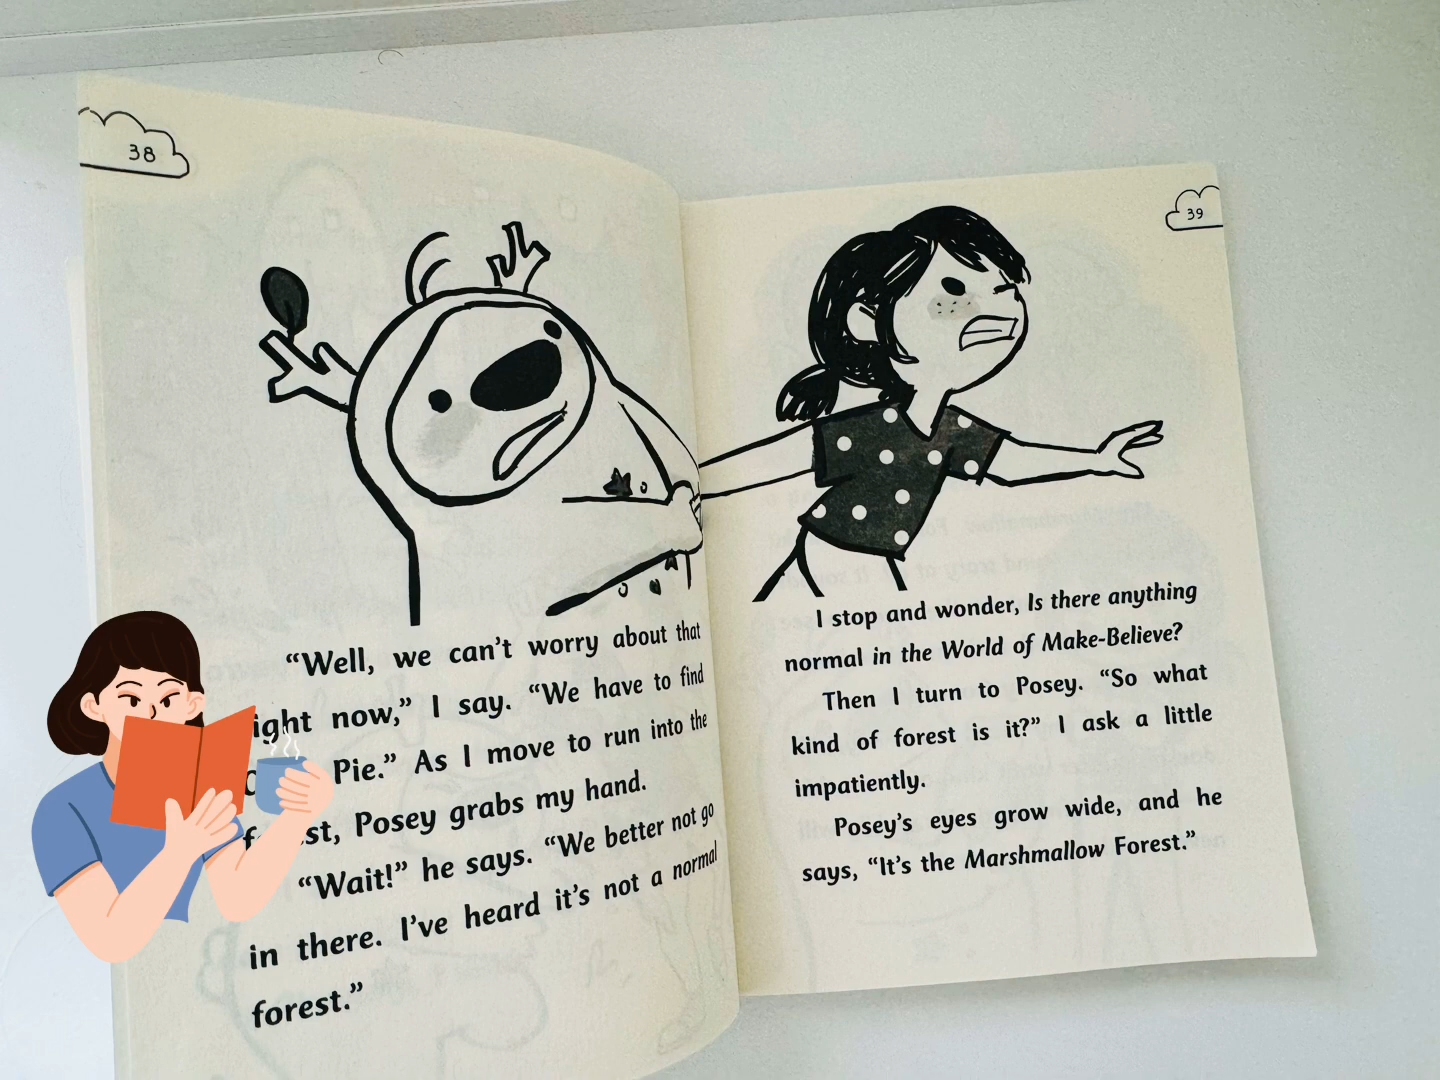 38
“Well, we can’t worry about that
ight now,” I say. “We have to find
Pie.” As I move to run into the
st, Posey grabs my hand.
“Wait!” he says. “We better not go
in there. I’ve heard it’s not a normal
forest.”
39
I stop and wonder, Is there anything
normal in the World of Make-Believe?
Then I turn to Posey. “So what
kind of forest is it?” I ask a little
impatiently.
Posey’s eyes grow wide, and he
says, “It’s the Marshmallow Forest.”